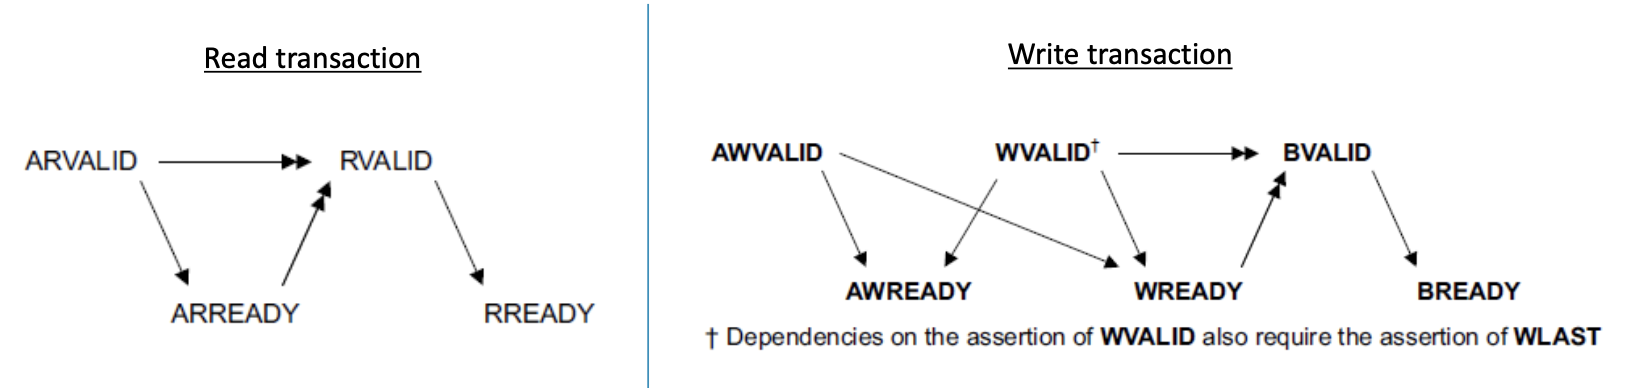 Read transaction
ARVALID RVALID
ARREADY RREADY
Write transaction
AWVALID WVALID† BVALID
AWREADY WREADY BREADY
† Dependencies on the assertion of WVALID also require the assertion of WLAST